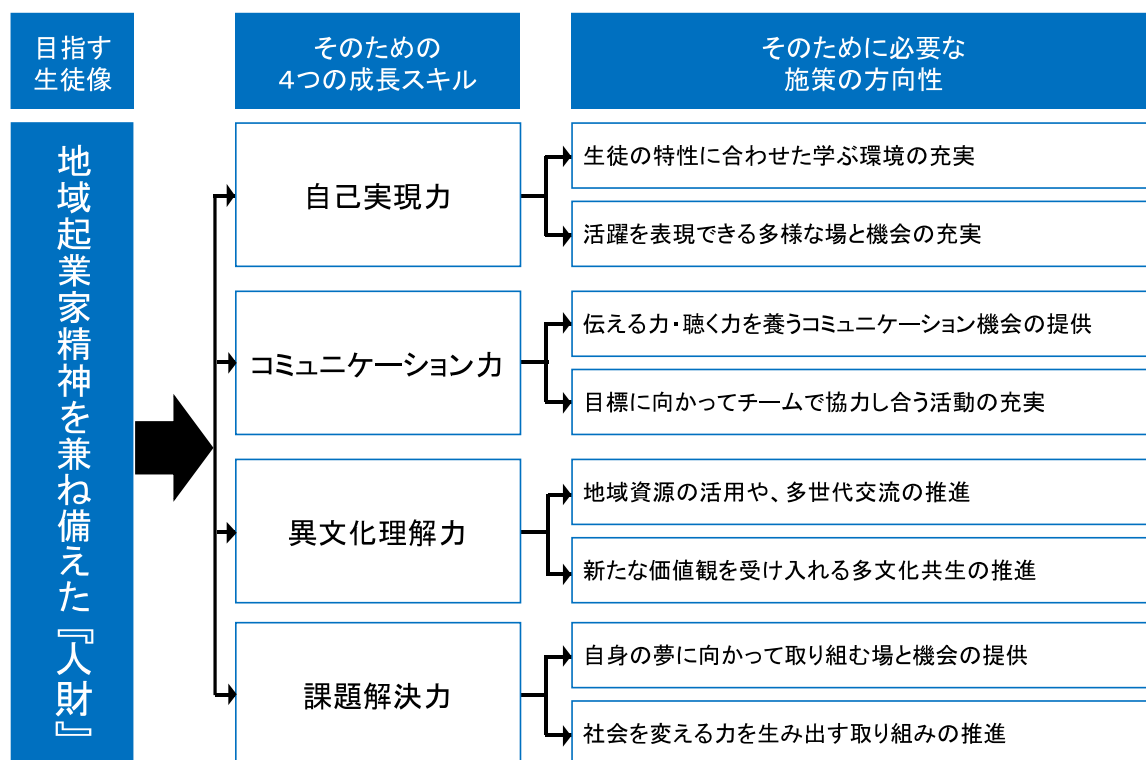 目指す
生徒像
そのための
4つの成長スキル
そのために必要な
施策の方向性
地域起業家精神を兼ね備えた『人財』
自己実現力
生徒の特性に合わせた学ぶ環境の充実
活躍を表現できる多様な場と機会の充実
コミュニケーション力
伝える力・聴く力を養うコミュニケーション機会の提供
目標に向かってチームで協力し合う活動の充実
異文化理解力
地域資源の活用や、多世代交流の推進
新たな価値観を受け入れる多文化共生の推進
課題解決力
自身の夢に向かって取り組む場と機会の提供
社会を変える力を生み出す取り組みの推進